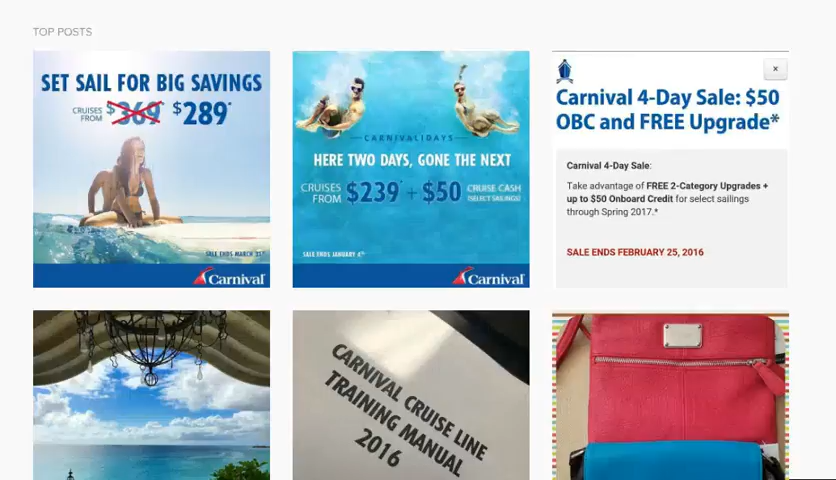 TOP POSTS
SET SAIL FOR BIG SAVINGS
CRUISES FROM $369 $289*
SALE ENDS MARCH 31ST
Carnival
CARNIVALIDAYS
HERE TWO DAYS, GONE THE NEXT
CRUISES FROM $239* + $50 CRUISE CASH (SELECT SAILINGS)
SALE ENDS JANUARY 4TH
Carnival
×
Carnival 4-Day Sale: $50
OBC and FREE Upgrade*
Carnival 4-Day Sale:
Take advantage of FREE 2-Category Upgrades +
up to $50 Onboard Credit for select sailings
through Spring 2017.*
SALE ENDS FEBRUARY 25, 2016
CARNIVAL CRUISE LINE
TRAINING MANUAL
2016